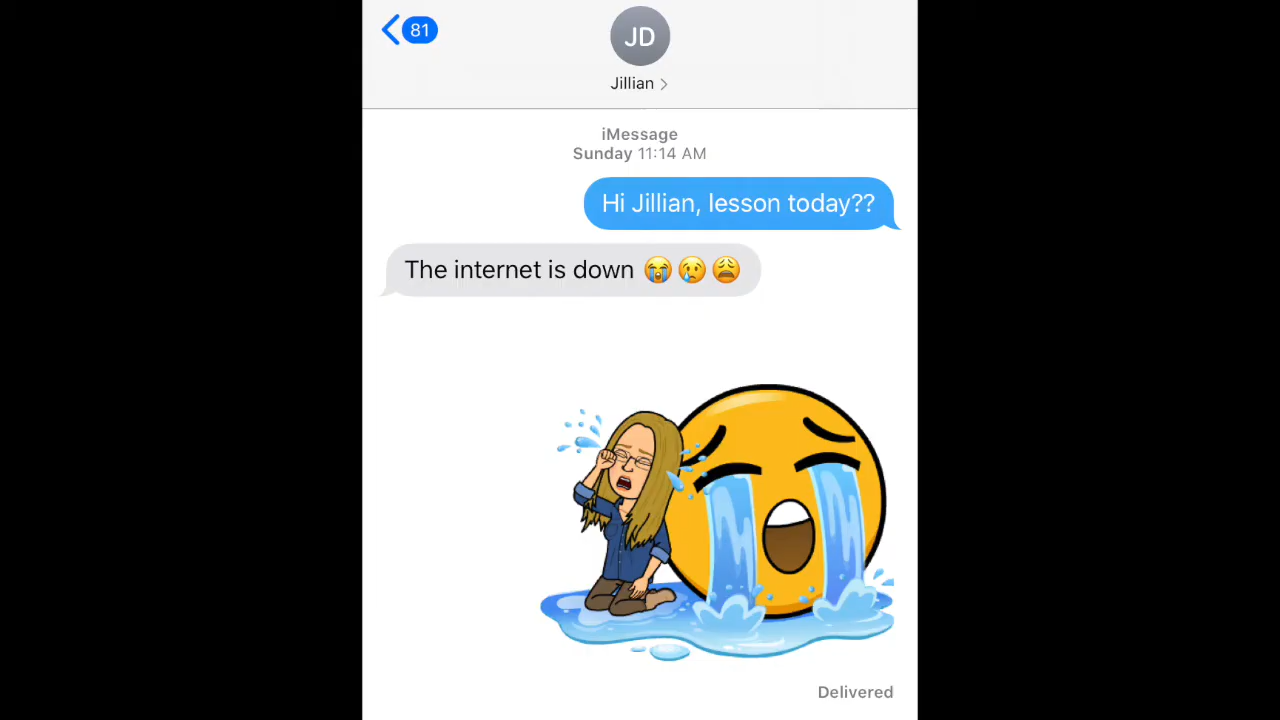 81
JD
Jillian
iMessage
Sunday 11:14 AM
Hi Jillian, lesson today??
The internet is down 😭😢😩
Delivered